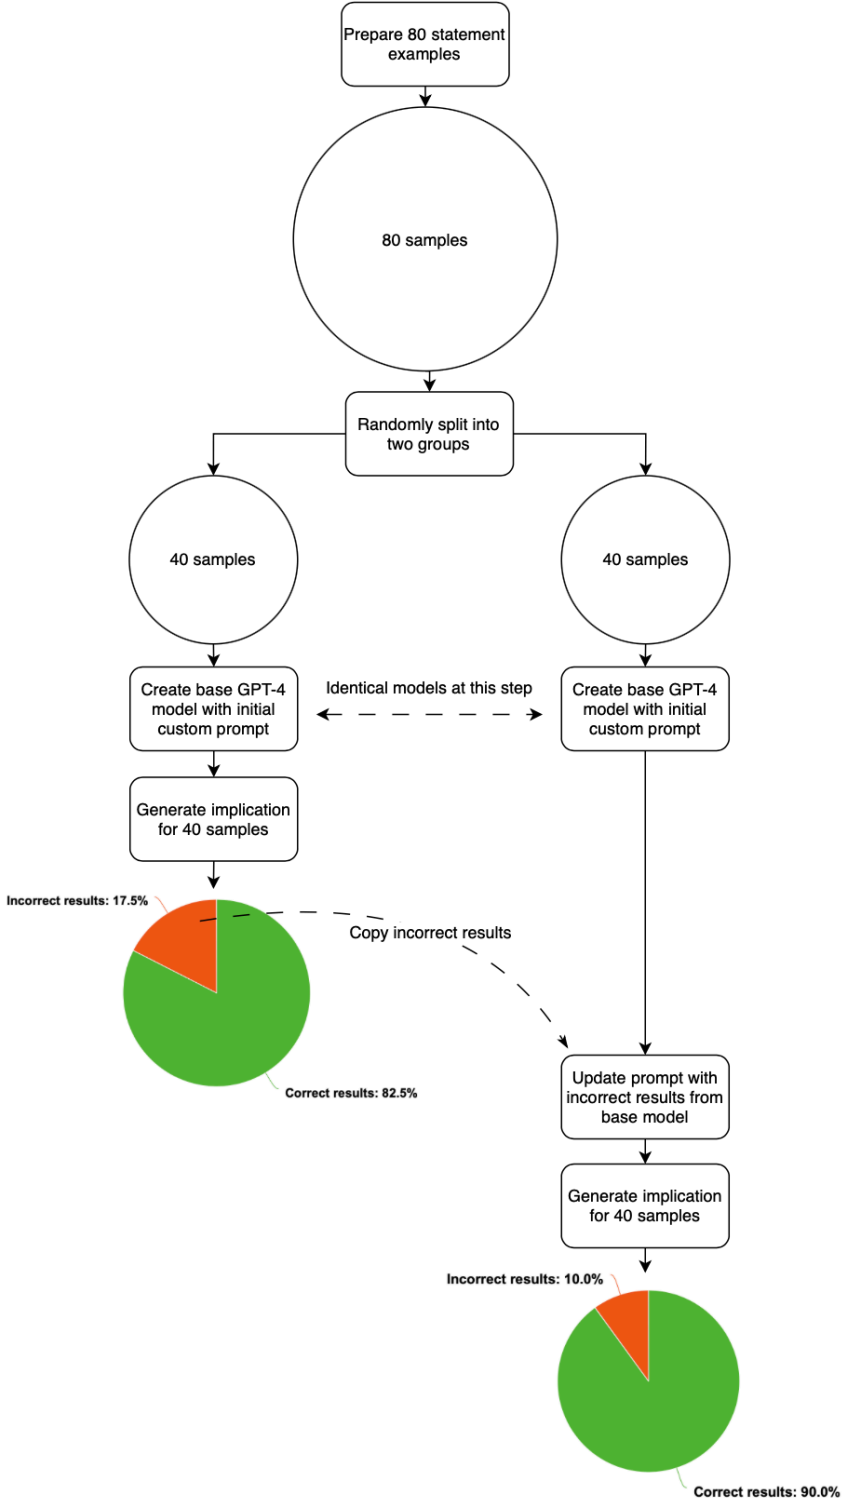 Prepare 80 statement
examples
80 samples
Randomly split into
two groups
40 samples
40 samples
Create base GPT-4
model with initial
custom prompt
Identical models at this step
Create base GPT-4
model with initial
custom prompt
Generate implication
for 40 samples
Incorrect results: 17.5%
Copy incorrect results
Correct results: 82.5%
Update prompt with
incorrect results from
base model
Generate implication
for 40 samples
Incorrect results: 10.0%
Correct results: 90.0%